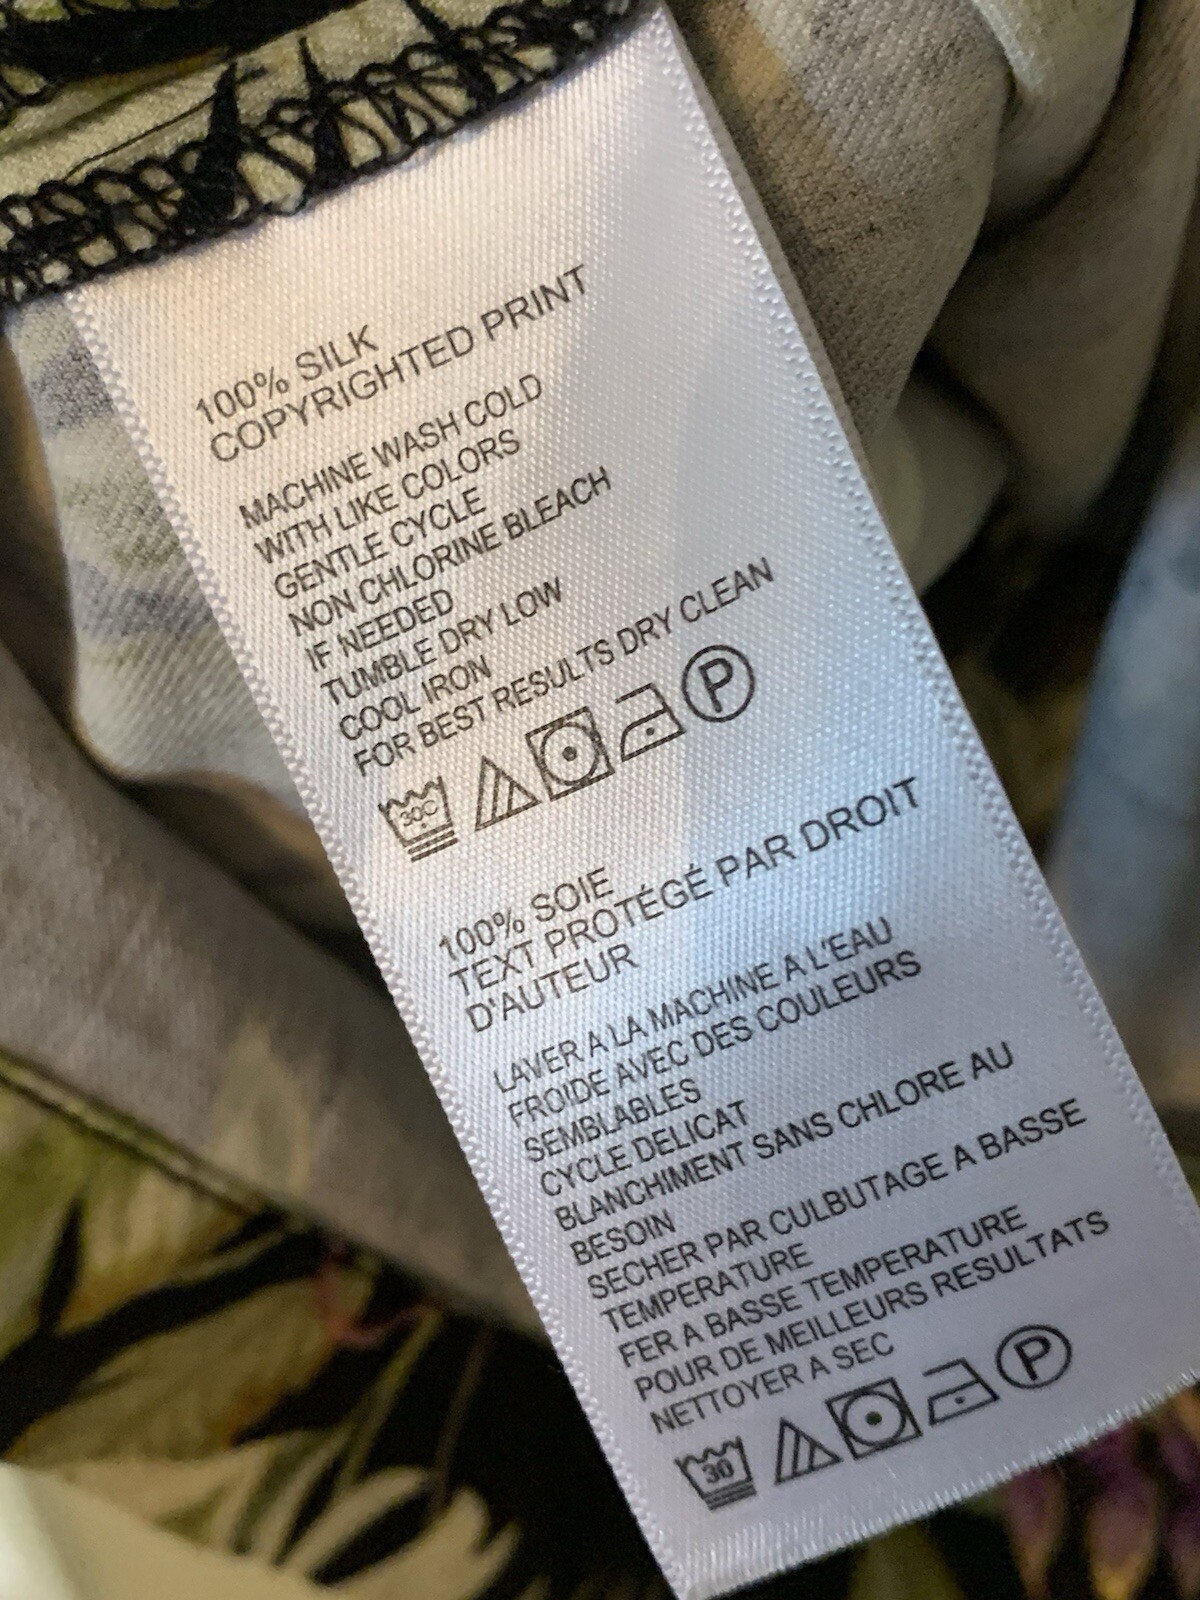 100% SILK
COPYRIGHTED PRINT
MACHINE WASH COLD
WITH LIKE COLORS
GENTLE CYCLE
NON CHLORINE BLEACH
IF NEEDED
TUMBLE DRY LOW
COOL IRON
FOR BEST RESULTS DRY CLEAN
30C P
100% SOIE
TEXT PROTÉGÉ PAR DROIT
D'AUTEUR
LAVER A LA MACHINE A L'EAU
FROIDE AVEC DES COULEURS
SEMBLABLES
CYCLE DELICAT
BLANCHIMENT SANS CHLORE AU
BESOIN
SECHER PAR CULBUTAGE A BASSE
TEMPERATURE
FER A BASSE TEMPERATURE
POUR DE MEILLEURS RESULTATS
NETTOYER A SEC
30 P